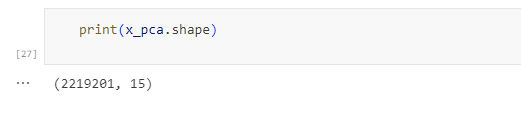 print(x_pca.shape)
[27]
... (2219201, 15)